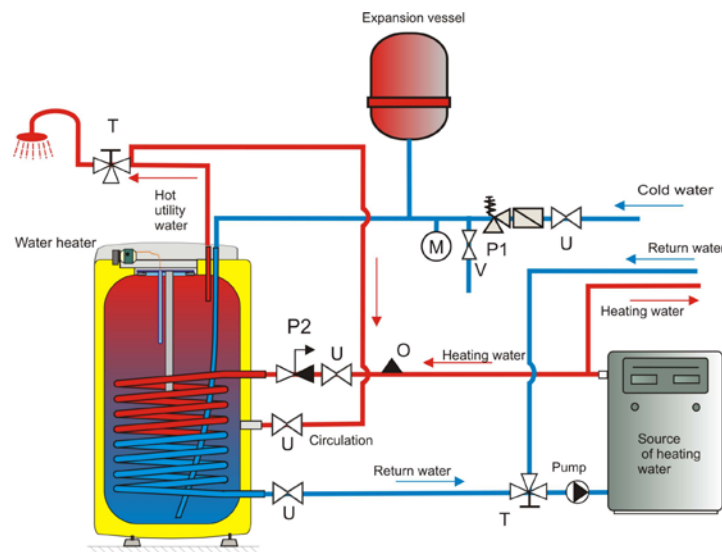 Expansion vessel
T
Hot
utility
water
Cold water
P1
U
M
V
Return water
Heating water
Water heater
P2
U
O
Heating water
U
Circulation
Source
of heating
water
Return water
Pump
U
T